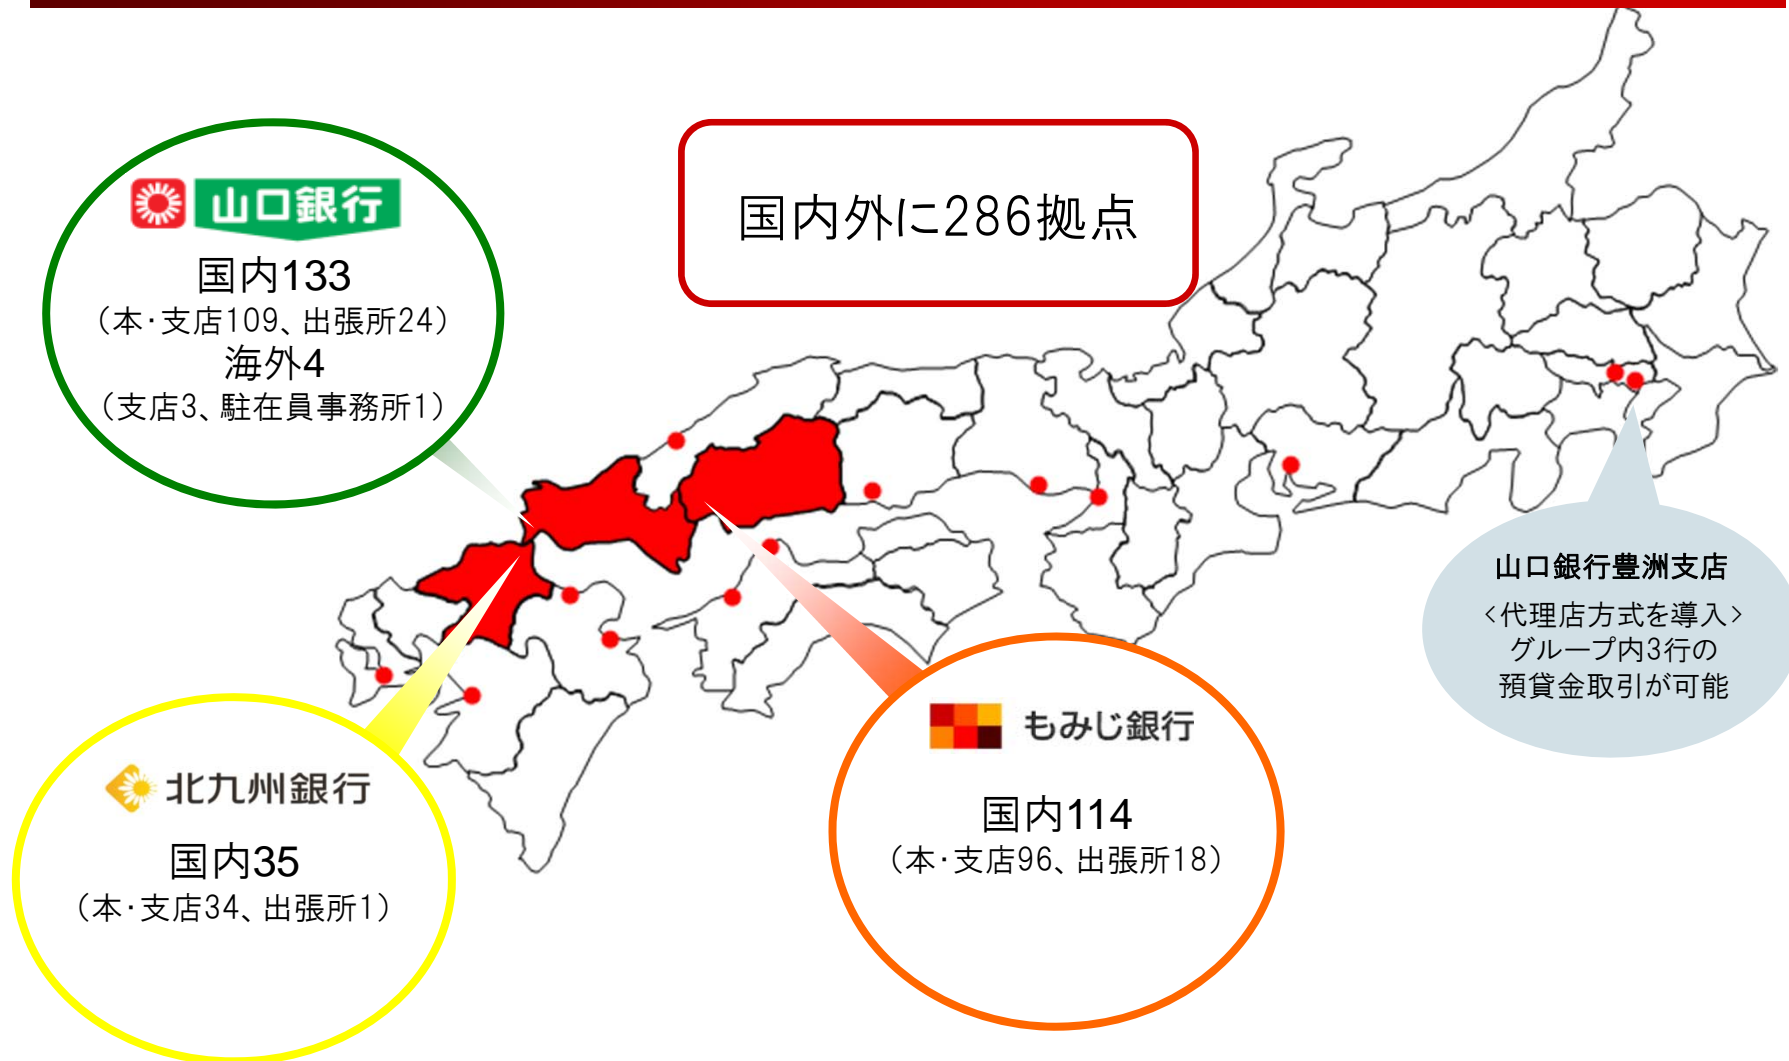 国内外に286拠点
山口銀行
国内133
（本・支店109、出張所24）
海外4
（支店3、駐在員事務所1）
山口銀行豊洲支店
<代理店方式を導入>
グループ内3行の
預貸金取引が可能
もみじ銀行
国内114
（本・支店96、出張所18）
北九州銀行
国内35
（本・支店34、出張所1）